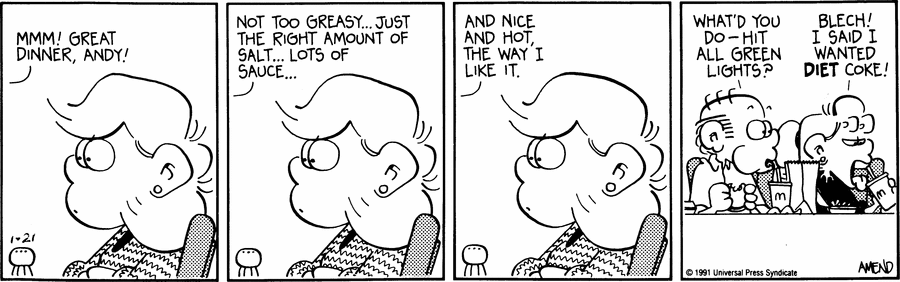 MMM! GREAT
DINNER, ANDY!
1-21
NOT TOO GREASY... JUST
THE RIGHT AMOUNT OF
SALT... LOTS OF
SAUCE...
AND NICE
AND HOT,
THE WAY I
LIKE IT.
WHAT'D YOU
DO-HIT
ALL GREEN
LIGHTS?
BLECH!
I SAID I
WANTED
DIET COKE!
M
M
© 1991 Universal Press Syndicate
AMEND